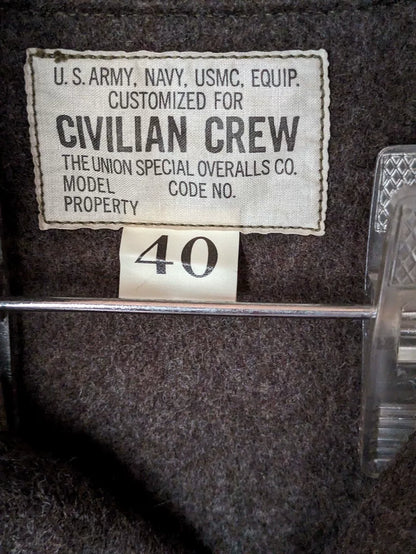 U. S. ARMY, NAVY, USMC, EQUIP.
CUSTOMIZED FOR
CIVILIAN CREW
THE UNION SPECIAL OVERALLS CO.
MODEL CODE NO.
PROPERTY
40